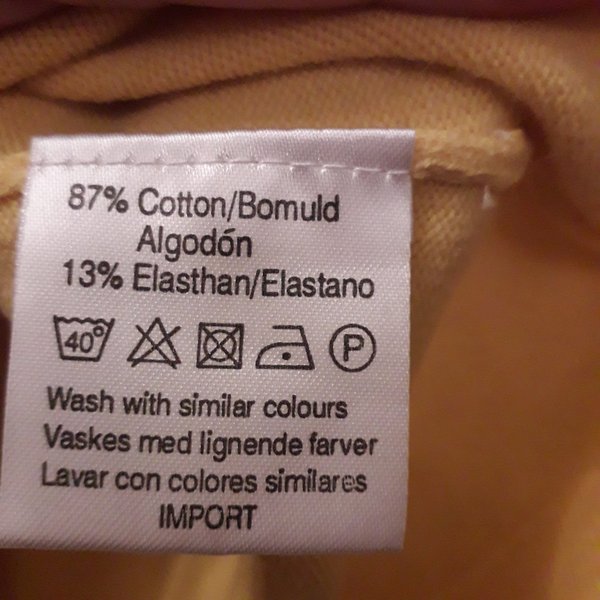 87% Cotton/Bomuld
Algodón
13% Elasthan/Elastano
40° P
Wash with similar colours
Vaskes med lignende farver
Lavar con colores similares
IMPORT